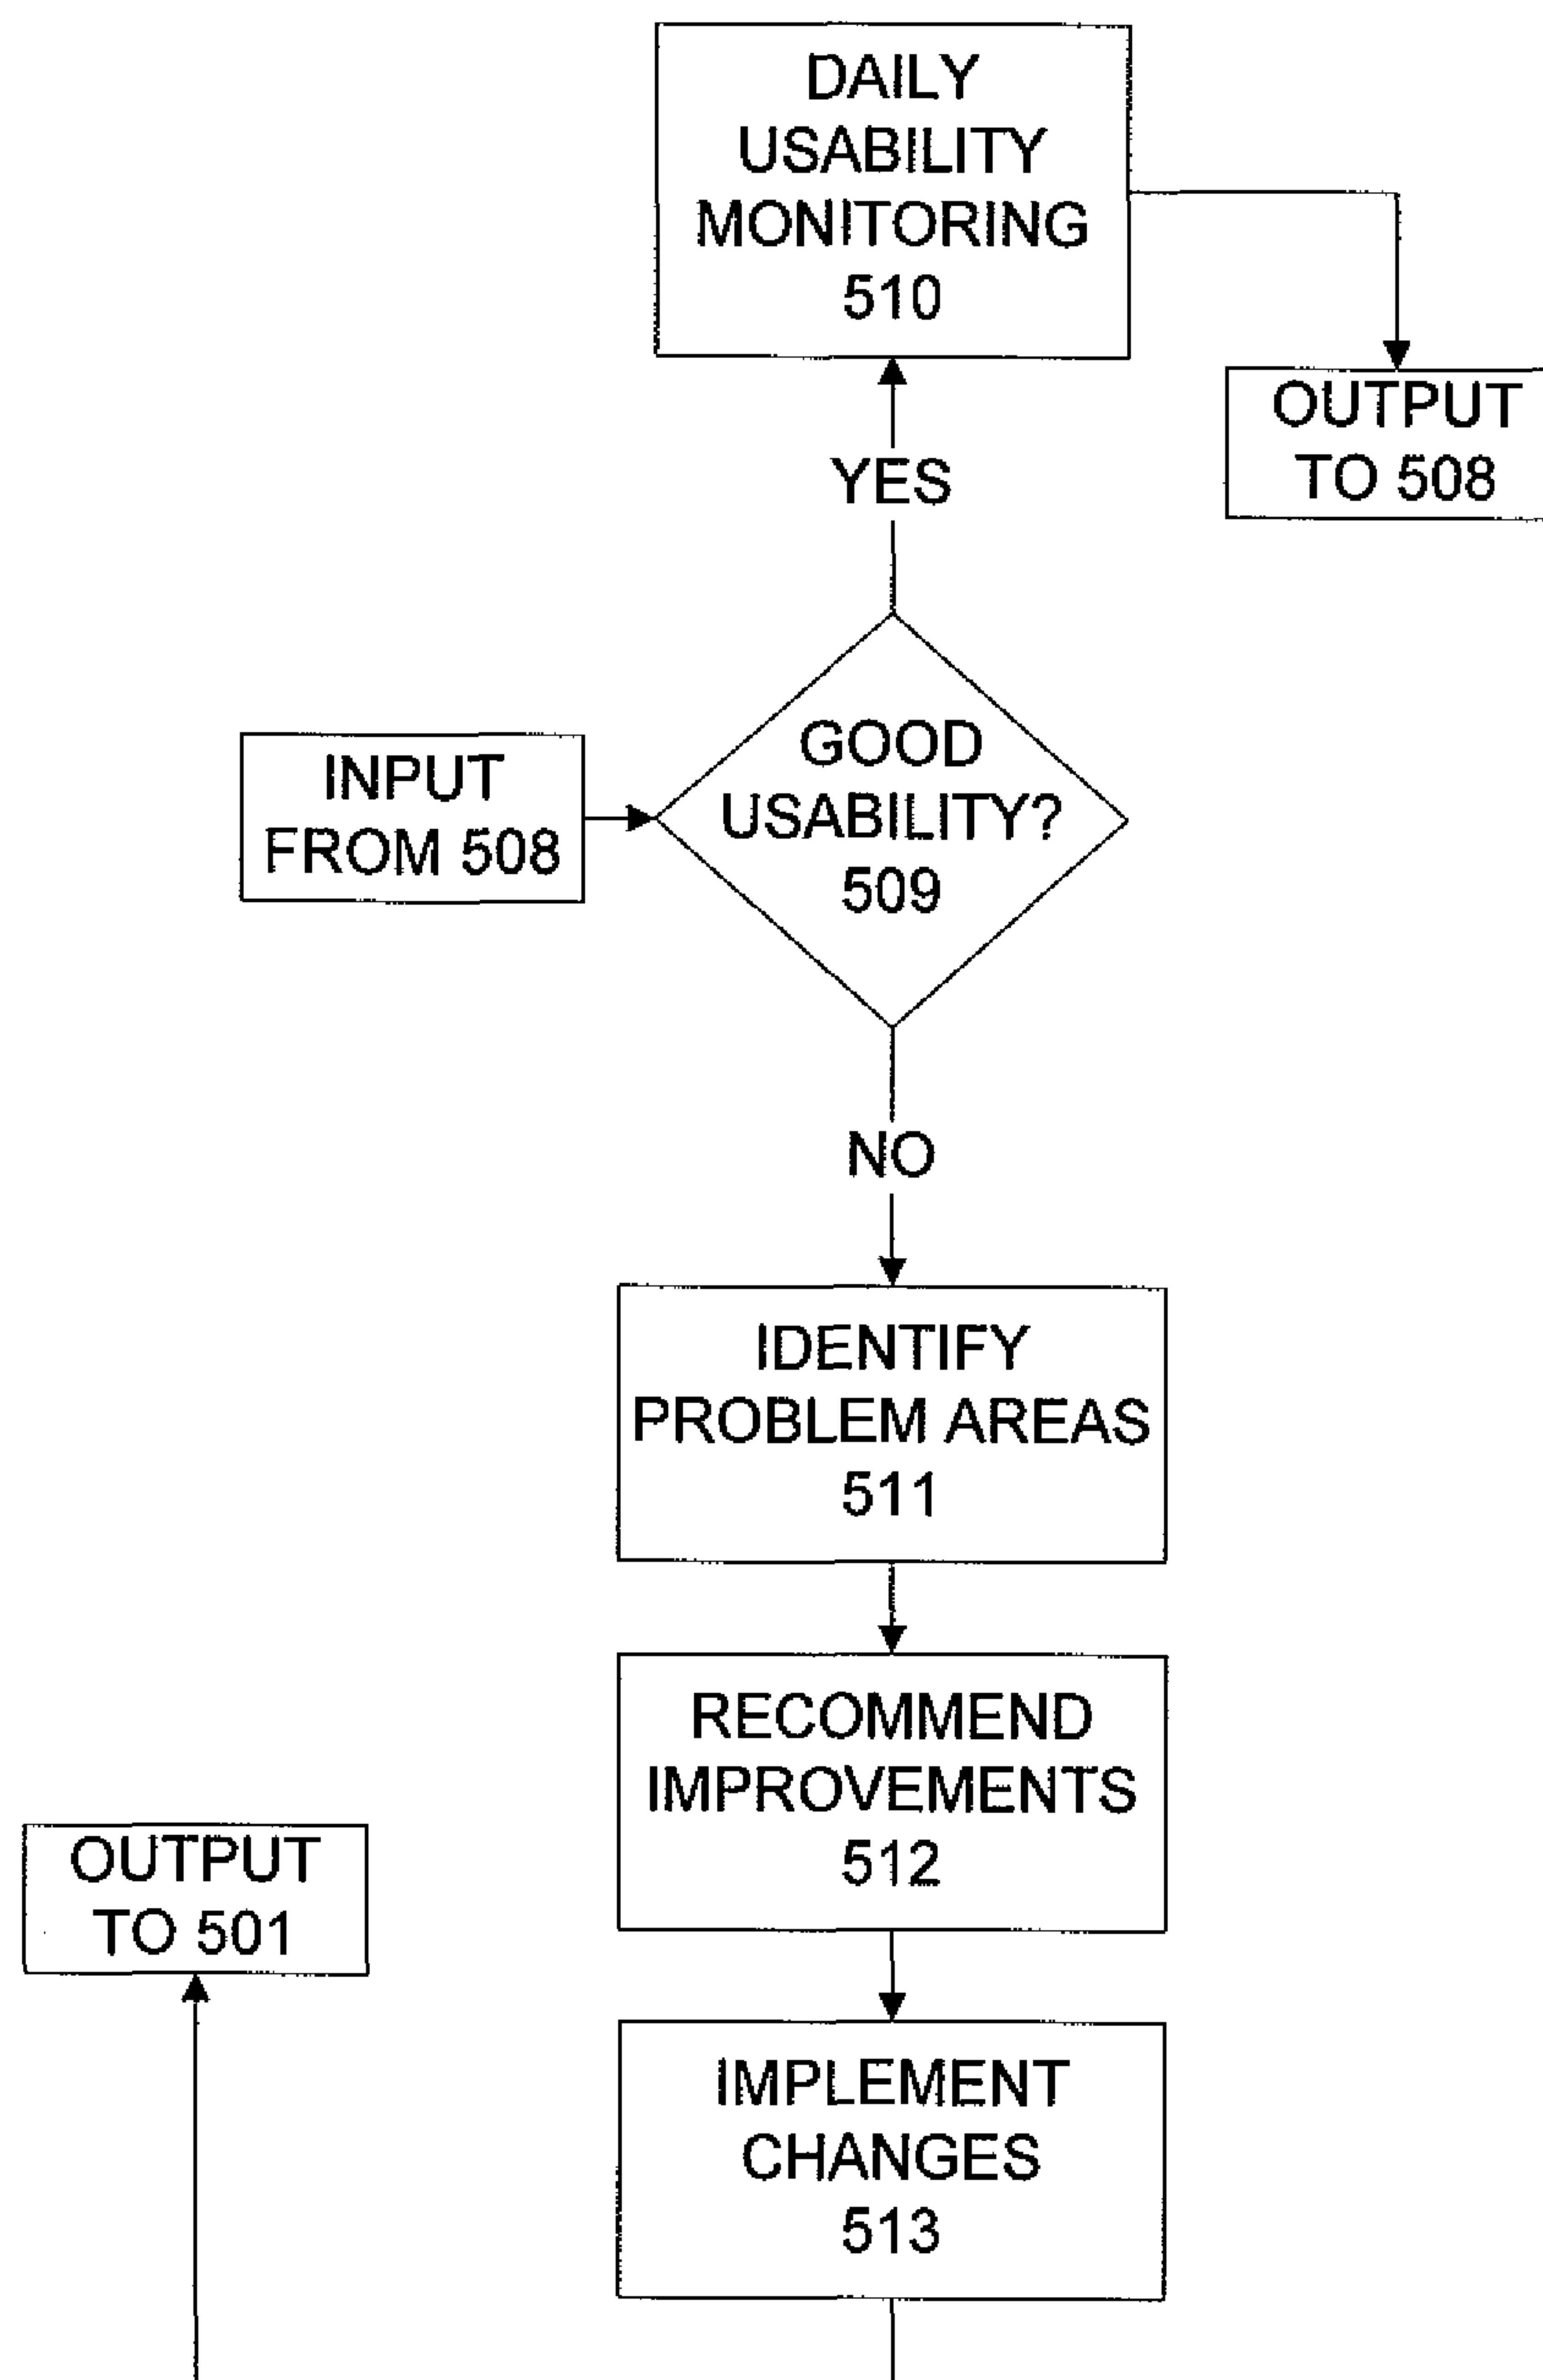 DAILY
USABILITY
MONITORING
510
OUTPUT
TO 508
YES
INPUT
FROM 508
GOOD
USABILITY?
509
NO
IDENTIFY
PROBLEM AREAS
511
RECOMMEND
IMPROVEMENTS
512
OUTPUT
TO 501
IMPLEMENT
CHANGES
513